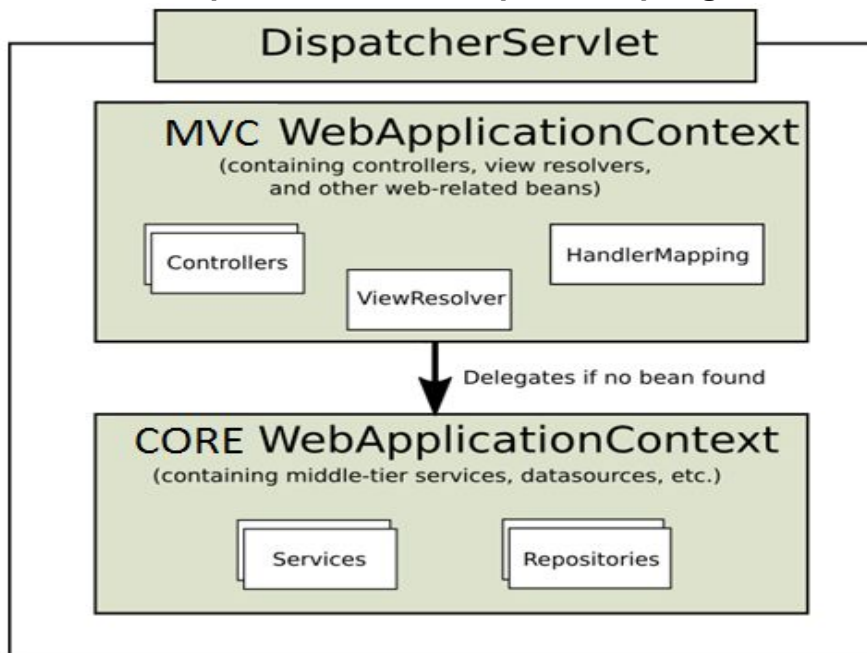 DispatcherServlet
MVC WebApplicationContext
(containing controllers, view resolvers,
and other web-related beans)
Controllers
HandlerMapping
ViewResolver
Delegates if no bean found
CORE WebApplicationContext
(containing middle-tier services, datasources, etc.)
Services
Repositories